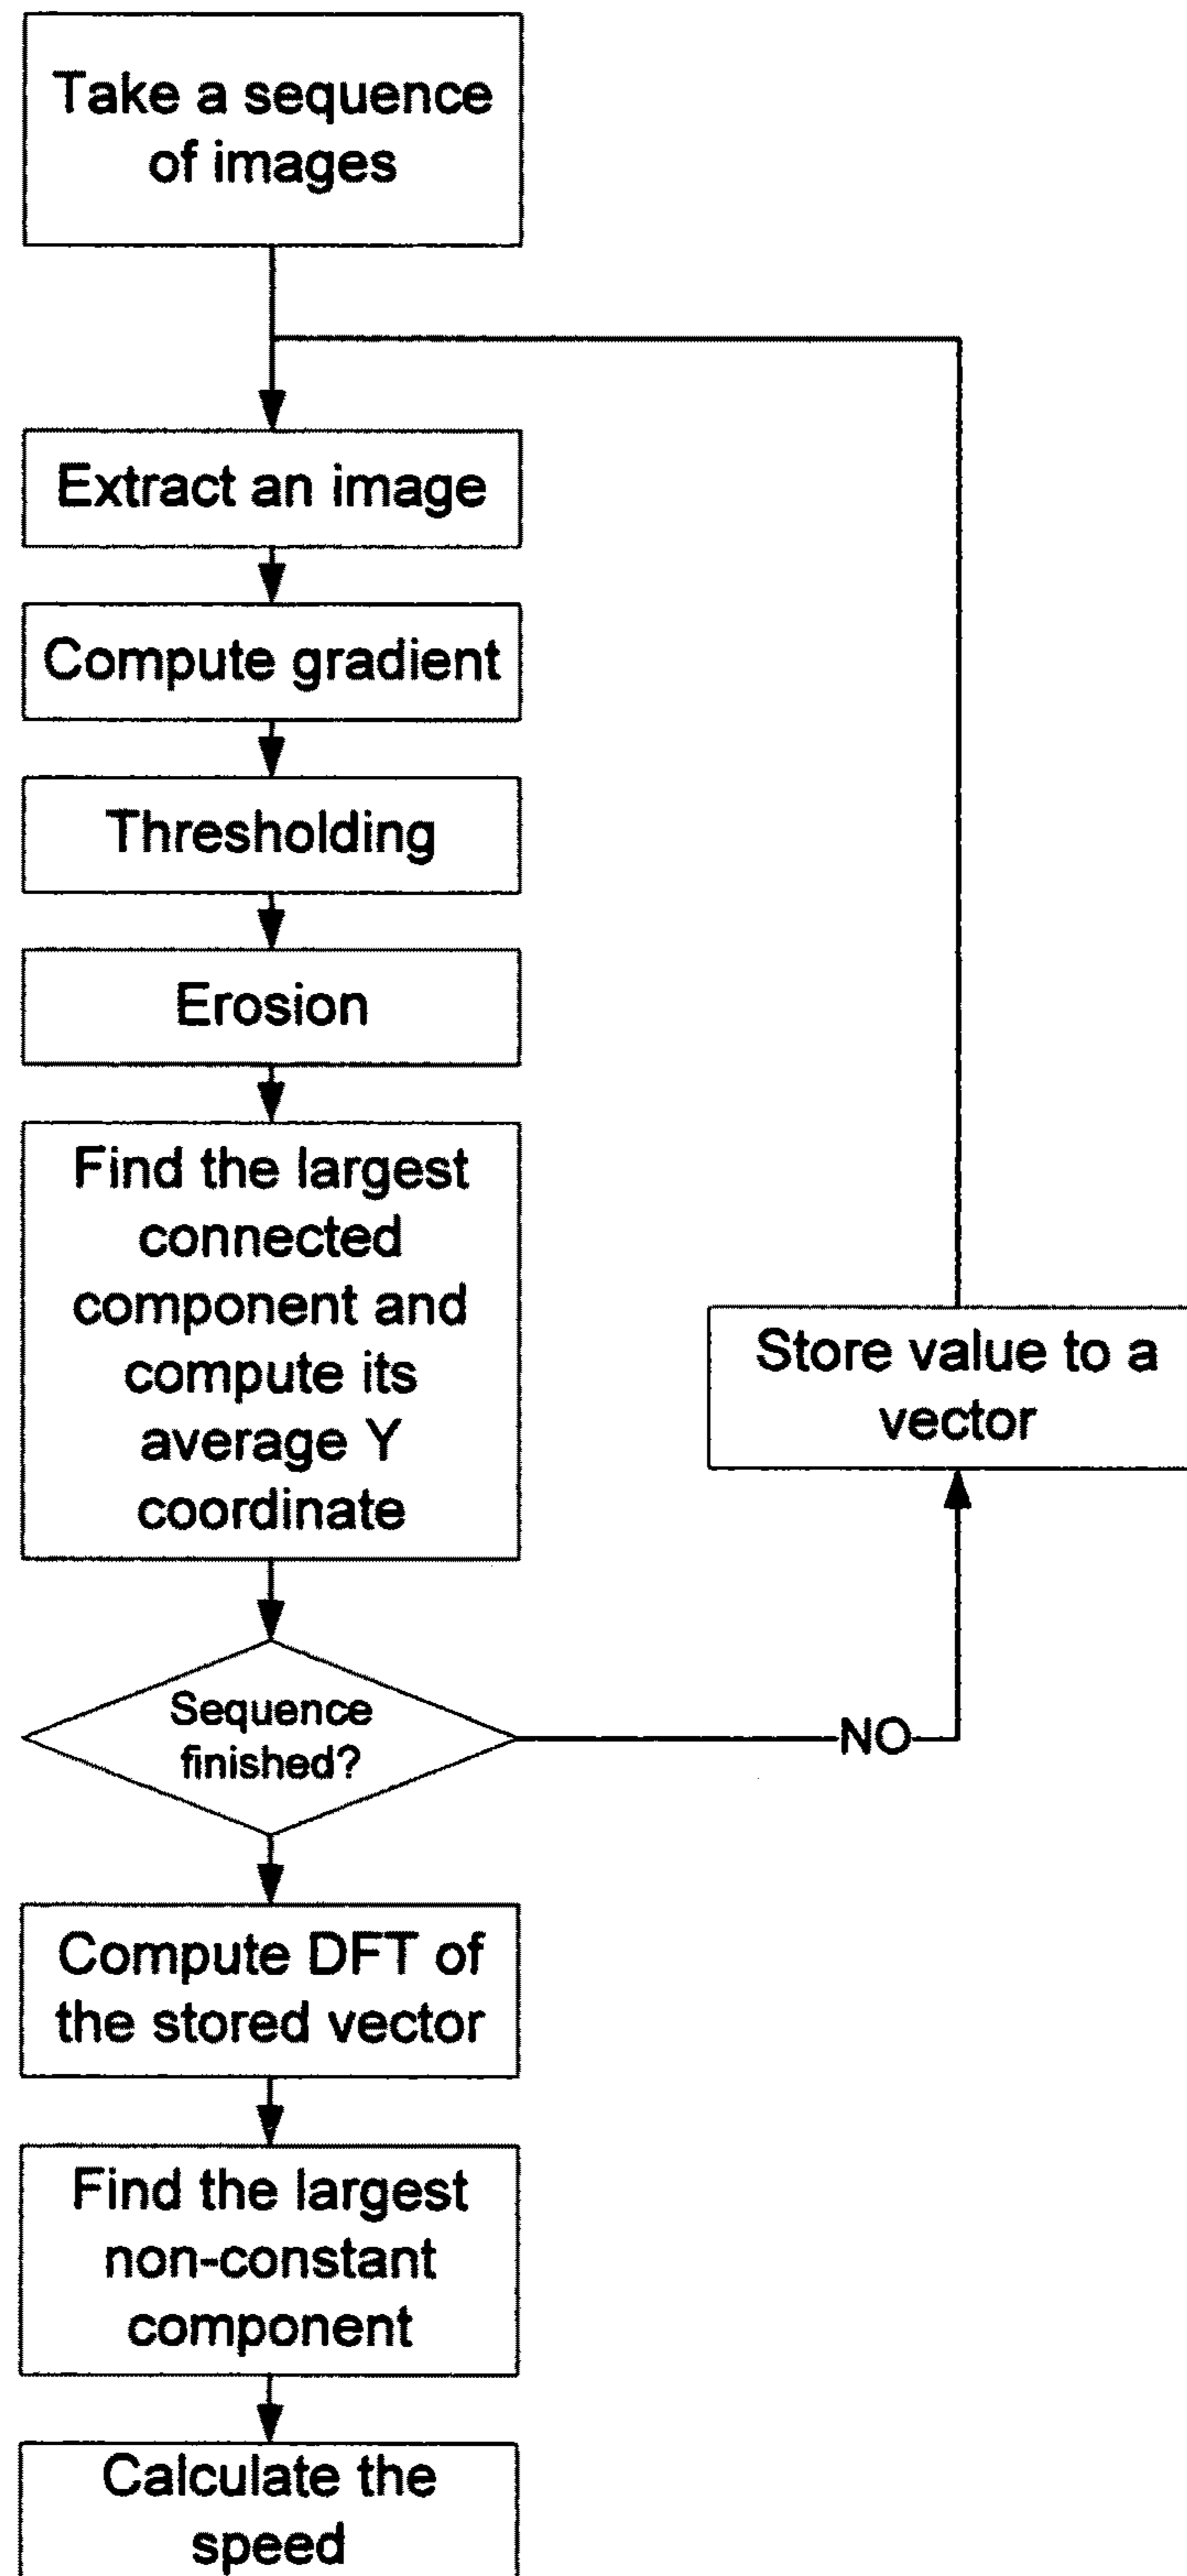 Take a sequence
of images
Extract an image
Compute gradient
Thresholding
Erosion
Find the largest
connected
component and
compute its
average Y
coordinate
Store value to a
vector
Sequence
finished?
NO
Compute DFT of
the stored vector
Find the largest
non-constant
component
Calculate the
speed